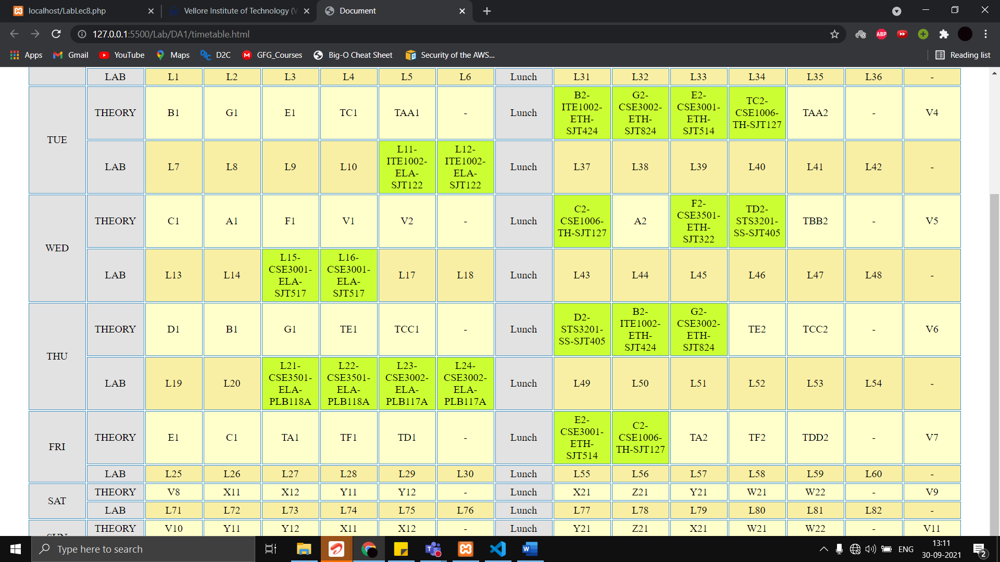 localhost/LabLec8.php
Vellore Institute of Technology (V
Document
127.0.0.1:5500/Lab/DA1/timetable.html
ABP
Apps Gmail YouTube Maps D2C GFG_Courses Big-O Cheat Sheet Security of the AWS... Reading list
LAB L1 L2 L3 L4 L5 L6 Lunch L31 L32 L33 L34 L35 L36 -
TUE
THEORY B1 G1 E1 TC1 TAA1 - Lunch B2-ITE1002-ETH-SJT424 G2-CSE3002-ETH-SJT824 E2-CSE3001-ETH-SJT514 TC2-CSE1006-TH-SJT127 TAA2 - V4
LAB L7 L8 L9 L10 L11-ITE1002-ELA-SJT122 L12-ITE1002-ELA-SJT122 Lunch L37 L38 L39 L40 L41 L42 -
WED
THEORY C1 A1 F1 V1 V2 - Lunch C2-CSE1006-TH-SJT127 A2 F2-CSE3501-ETH-SJT322 TD2-STS3201-SS-SJT405 TBB2 - V5
LAB L13 L14 L15-CSE3001-ELA-SJT517 L16-CSE3001-ELA-SJT517 L17 L18 Lunch L43 L44 L45 L46 L47 L48 -
THU
THEORY D1 B1 G1 TE1 TCC1 - Lunch D2-STS3201-SS-SJT405 B2-ITE1002-ETH-SJT424 G2-CSE3002-ETH-SJT824 TE2 TCC2 - V6
LAB L19 L20 L21-CSE3501-ELA-PLB118A L22-CSE3501-ELA-PLB118A L23-CSE3002-ELA-PLB117A L24-CSE3002-ELA-PLB117A Lunch L49 L50 L51 L52 L53 L54 -
FRI
THEORY E1 C1 TA1 TF1 TD1 - Lunch E2-CSE3001-ETH-SJT514 C2-CSE1006-TH-SJT127 TA2 TF2 TDD2 - V7
LAB L25 L26 L27 L28 L29 L30 Lunch L55 L56 L57 L58 L59 L60 -
SAT
THEORY V8 X11 X12 Y11 Y12 - Lunch X21 Z21 Y21 W21 W22 - V9
LAB L71 L72 L73 L74 L75 L76 Lunch L77 L78 L79 L80 L81 L82 -
SUN
THEORY V10 Y11 Y12 X11 X12 - Lunch Y21 Z21 X21 W21 W22 - V11
Type here to search
ENG
13:11
30-09-2021
2